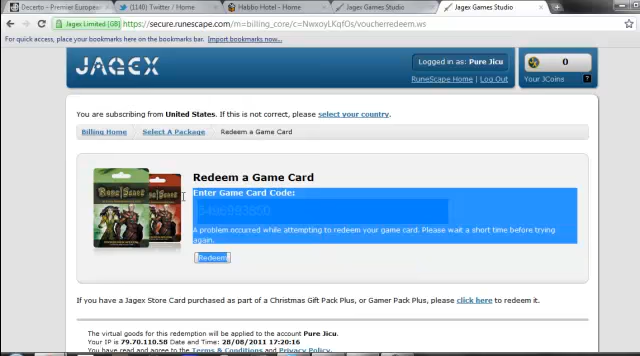 Decerto - Premier Europea
(1140) Twitter / Home
Habbo Hotel - Home
Jagex Games Studio
Jagex Games Studio
Jagex Limited [GB] https://secure.runescape.com/m=billing_core/c=NwxoyLKqfOs/voucherredeem.ws
For quick access, place your bookmarks here on the bookmarks bar. Import bookmarks now...
JAGEX
Logged in as: Pure Jicu
RuneScape Home | Log Out
0
Your JCoins ?
You are subscribing from United States. If this is not correct, please select your country.
Billing Home
Select A Package
Redeem a Game Card
Redeem a Game Card
Enter Game Card Code:
A problem occurred while attempting to redeem your game card. Please wait a short time before trying
again.
Redeem
If you have a Jagex Store Card purchased as part of a Christmas Gift Pack Plus, or Gamer Pack Plus, please click here to redeem it.
The virtual goods for this redemption will be applied to the account Pure Jicu.
Your IP is 79.70.110.58 Date and Time: 28/08/2011 17:20:16
You have read and agree to the Terms & Conditions and Privacy Policy.